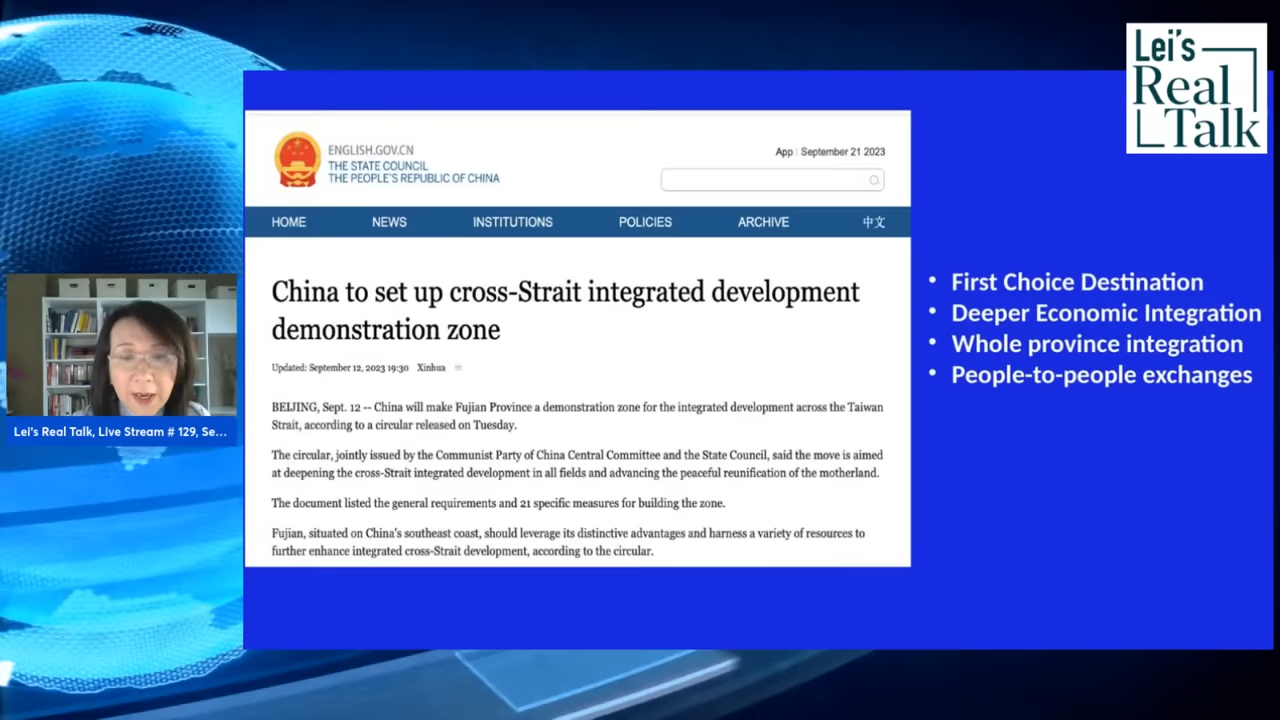 Lei's
Real
Talk
ENGLISH.GOV.CN
THE STATE COUNCIL
THE PEOPLE'S REPUBLIC OF CHINA
App | September 21 2023
HOME NEWS INSTITUTIONS POLICIES ARCHIVE 中文
China to set up cross-Strait integrated development
demonstration zone
Updated: September 12, 2023 19:30 Xinhua
BEIJING, Sept. 12 -- China will make Fujian Province a demonstration zone for the integrated development across the Taiwan
Strait, according to a circular released on Tuesday.
The circular, jointly issued by the Communist Party of China Central Committee and the State Council, said the move is aimed
at deepening the cross-Strait integrated development in all fields and advancing the peaceful reunification of the motherland.
The document listed the general requirements and 21 specific measures for building the zone.
Fujian, situated on China's southeast coast, should leverage its distinctive advantages and harness a variety of resources to
further enhance integrated cross-Strait development, according to the circular.
• First Choice Destination
• Deeper Economic Integration
• Whole province integration
• People-to-people exchanges
Lei's Real Talk, Live Stream # 129, Se...